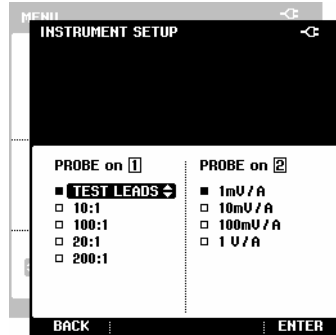 MENU
INSTRUMENT SETUP
PROBE on 1
TEST LEADS
10:1
100:1
20:1
200:1
PROBE on 2
1mV/A
10mV/A
100mV/A
1 V/A
BACK
ENTER